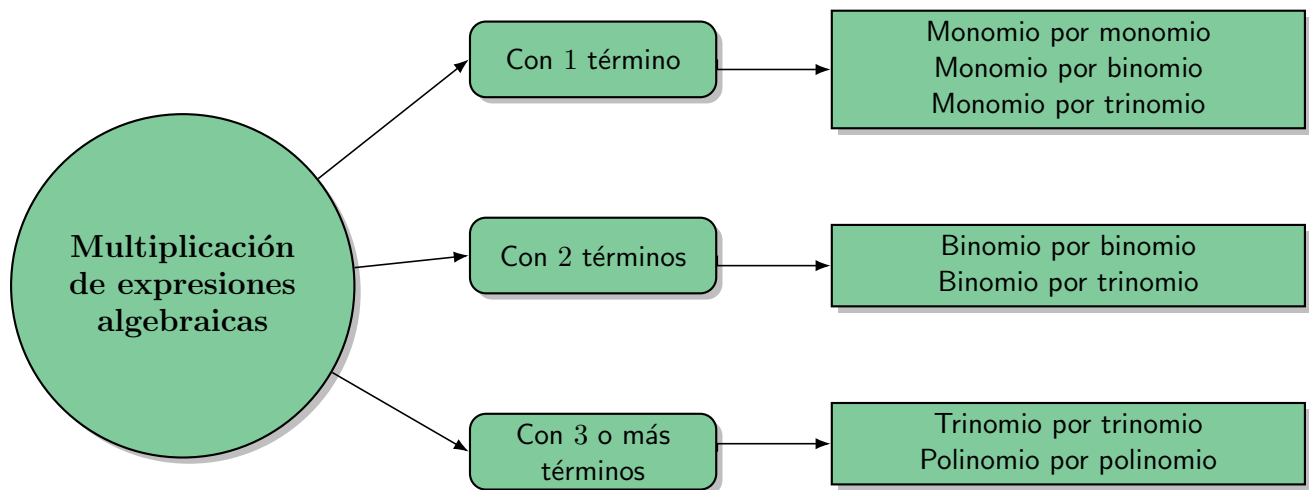 Multiplicación
de expresiones
algebraicas
Con 1 término
Monomio por monomio
Monomio por binomio
Monomio por trinomio
Con 2 términos
Binomio por binomio
Binomio por trinomio
Con 3 o más
términos
Trinomio por trinomio
Polinomio por polinomio